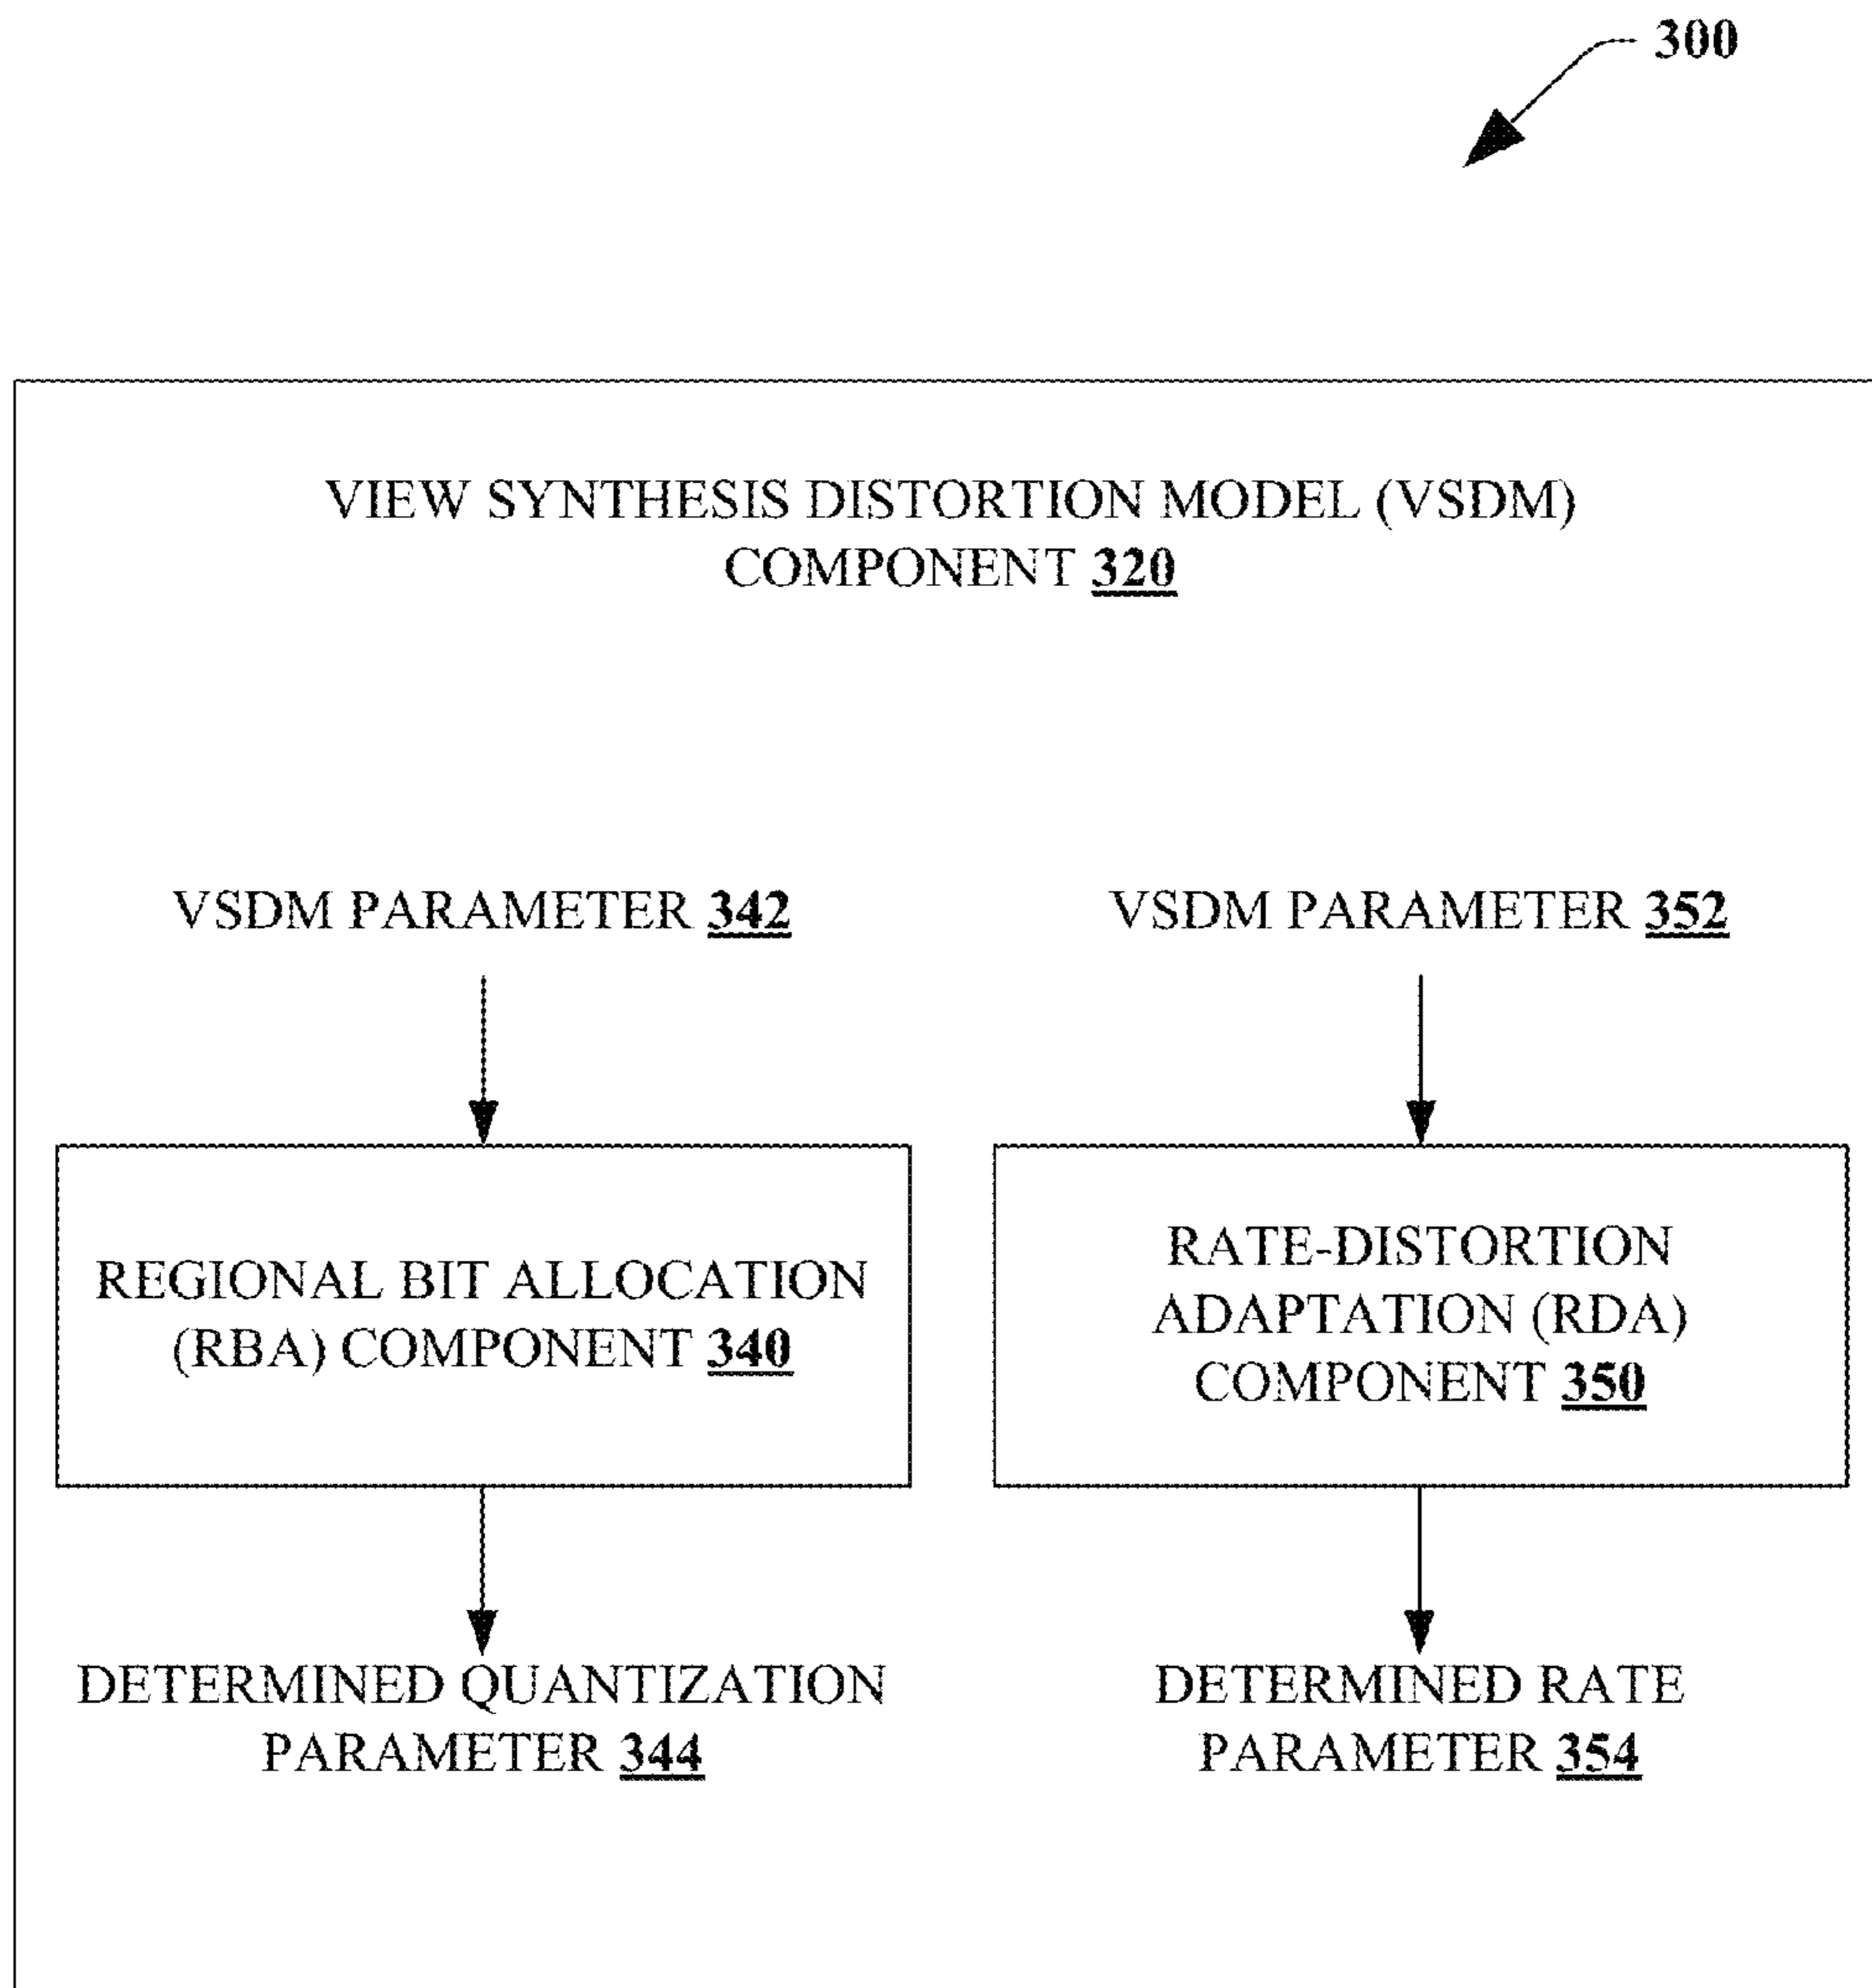 300
VIEW SYNTHESIS DISTORTION MODEL (VSDM)
COMPONENT 320
VSDM PARAMETER 342
VSDM PARAMETER 352
REGIONAL BIT ALLOCATION
(RBA) COMPONENT 340
RATE-DISTORTION
ADAPTATION (RDA)
COMPONENT 350
DETERMINED QUANTIZATION
PARAMETER 344
DETERMINED RATE
PARAMETER 354